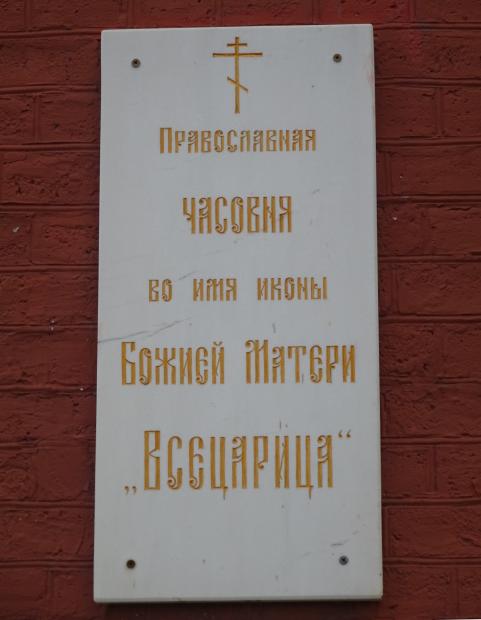 Православная
часовня
во имя иконы
Божией Матери
„Всецарица“